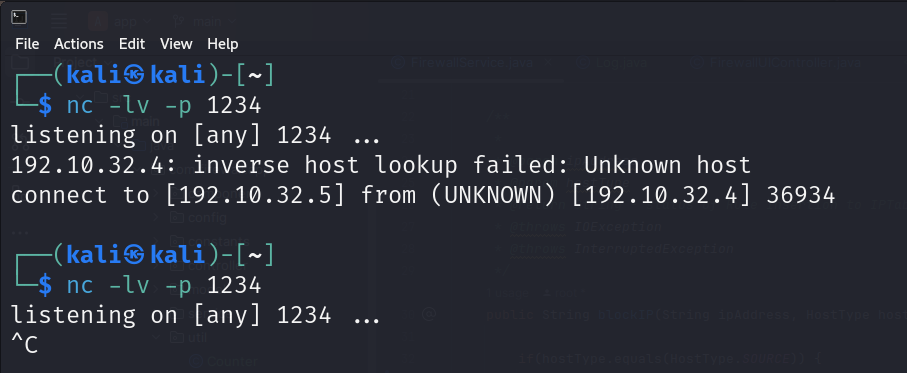 File Actions Edit View Help
┌──(kali㉿kali)-[~]
└─$ nc -lv -p 1234
listening on [any] 1234 ...
192.10.32.4: inverse host lookup failed: Unknown host
connect to [192.10.32.5] from (UNKNOWN) [192.10.32.4] 36934
┌──(kali㉿kali)-[~]
└─$ nc -lv -p 1234
listening on [any] 1234 ...
^C